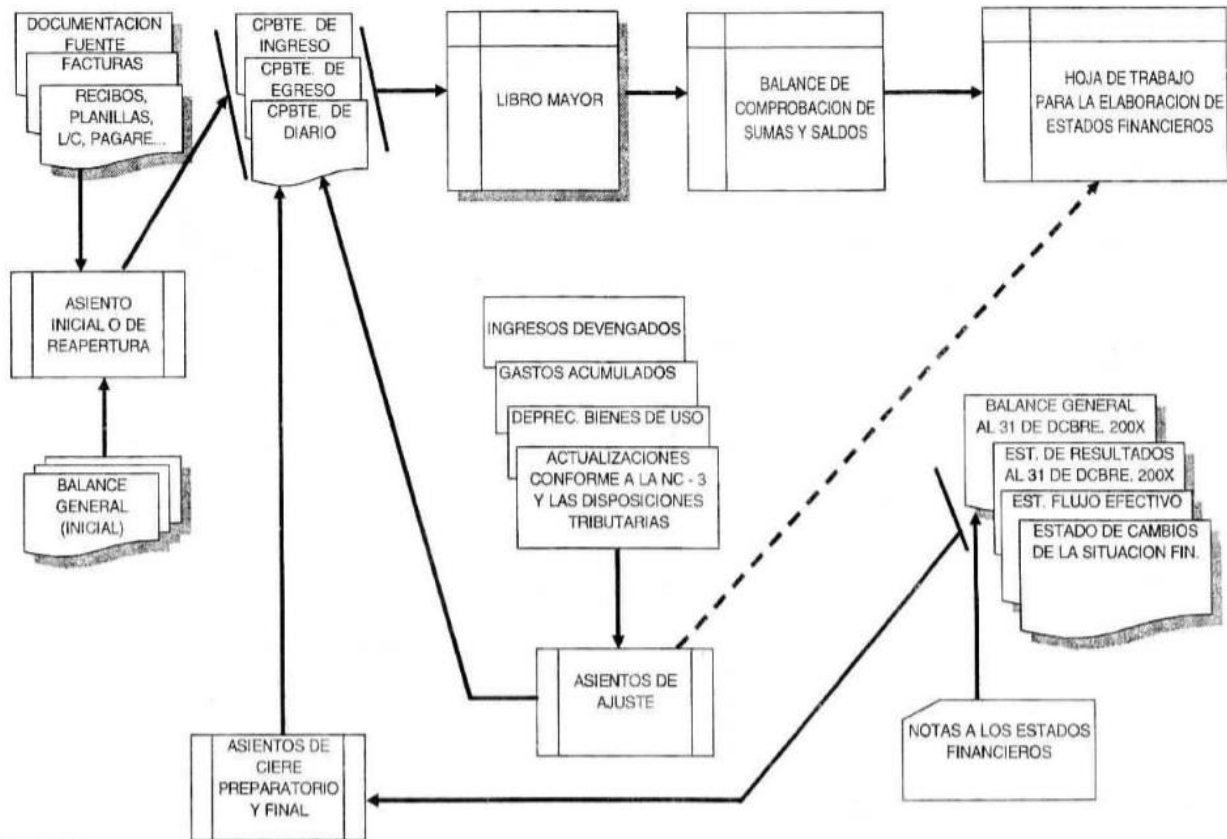 DOCUMENTACION
FUENTE
FACTURAS
RECIBOS,
PLANILLAS,
L/C, PAGARE...
CPBTE. DE
INGRESO
CPBTE. DE
EGRESO
CPBTE. DE
DIARIO
LIBRO MAYOR
BALANCE DE
COMPROBACION DE
SUMAS Y SALDOS
HOJA DE TRABAJO
PARA LA ELABORACION DE
ESTADOS FINANCIEROS
ASIENTO
INICIAL O DE
REAPERTURA
BALANCE
GENERAL
(INICIAL)
INGRESOS DEVENGADOS
GASTOS ACUMULADOS
DEPREC. BIENES DE USO
ACTUALIZACIONES
CONFORME A LA NC - 3
Y LAS DISPOSICIONES
TRIBUTARIAS
BALANCE GENERAL
AL 31 DE DCBRE. 200X
EST. DE RESULTADOS
AL 31 DE DCBRE. 200X
EST. FLUJO EFECTIVO
ESTADO DE CAMBIOS
DE LA SITUACION FIN.
ASIENTOS DE
AJUSTE
NOTAS A LOS ESTADOS
FINANCIEROS
ASIENTOS DE
CIERE
PREPARATORIO
Y FINAL